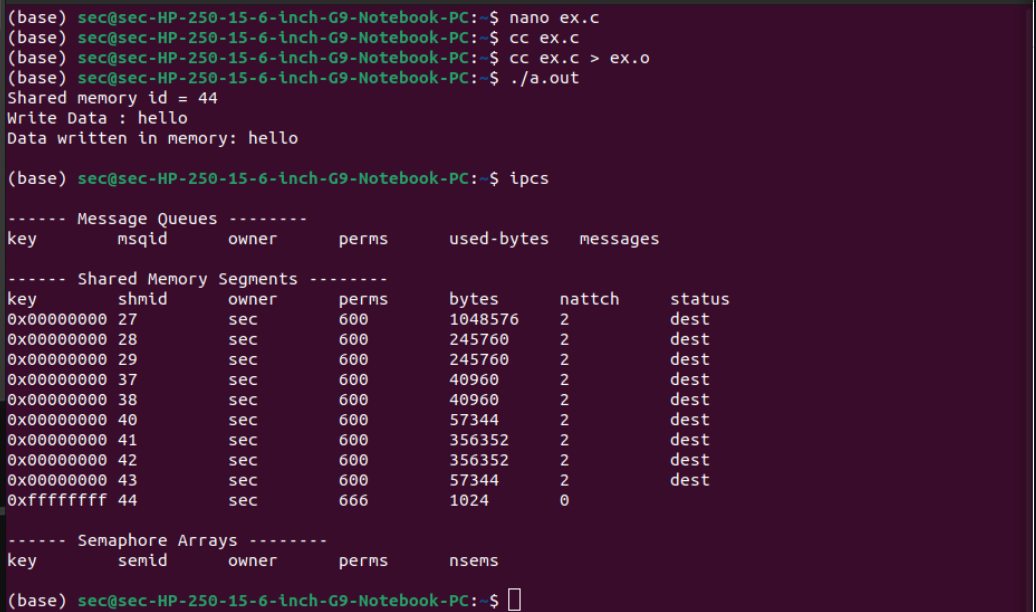 (base) sec@sec-HP-250-15-6-inch-G9-Notebook-PC:~$ nano ex.c
(base) sec@sec-HP-250-15-6-inch-G9-Notebook-PC:~$ cc ex.c
(base) sec@sec-HP-250-15-6-inch-G9-Notebook-PC:~$ cc ex.c > ex.o
(base) sec@sec-HP-250-15-6-inch-G9-Notebook-PC:~$ ./a.out
Shared memory id = 44
Write Data : hello
Data written in memory: hello
(base) sec@sec-HP-250-15-6-inch-G9-Notebook-PC:~$ ipcs
------ Message Queues --------
key        msqid      owner      perms      used-bytes   messages
------ Shared Memory Segments --------
key        shmid      owner      perms      bytes      nattch     status
0x00000000 27         sec        600        1048576    2          dest
0x00000000 28         sec        600        245760     2          dest
0x00000000 29         sec        600        245760     2          dest
0x00000000 37         sec        600        40960      2          dest
0x00000000 38         sec        600        40960      2          dest
0x00000000 40         sec        600        57344      2          dest
0x00000000 41         sec        600        356352     2          dest
0x00000000 42         sec        600        356352     2          dest
0x00000000 43         sec        600        57344      2          dest
0xffffffff 44         sec        666        1024       0
------ Semaphore Arrays --------
key        semid      owner      perms      nsems
(base) sec@sec-HP-250-15-6-inch-G9-Notebook-PC:~$